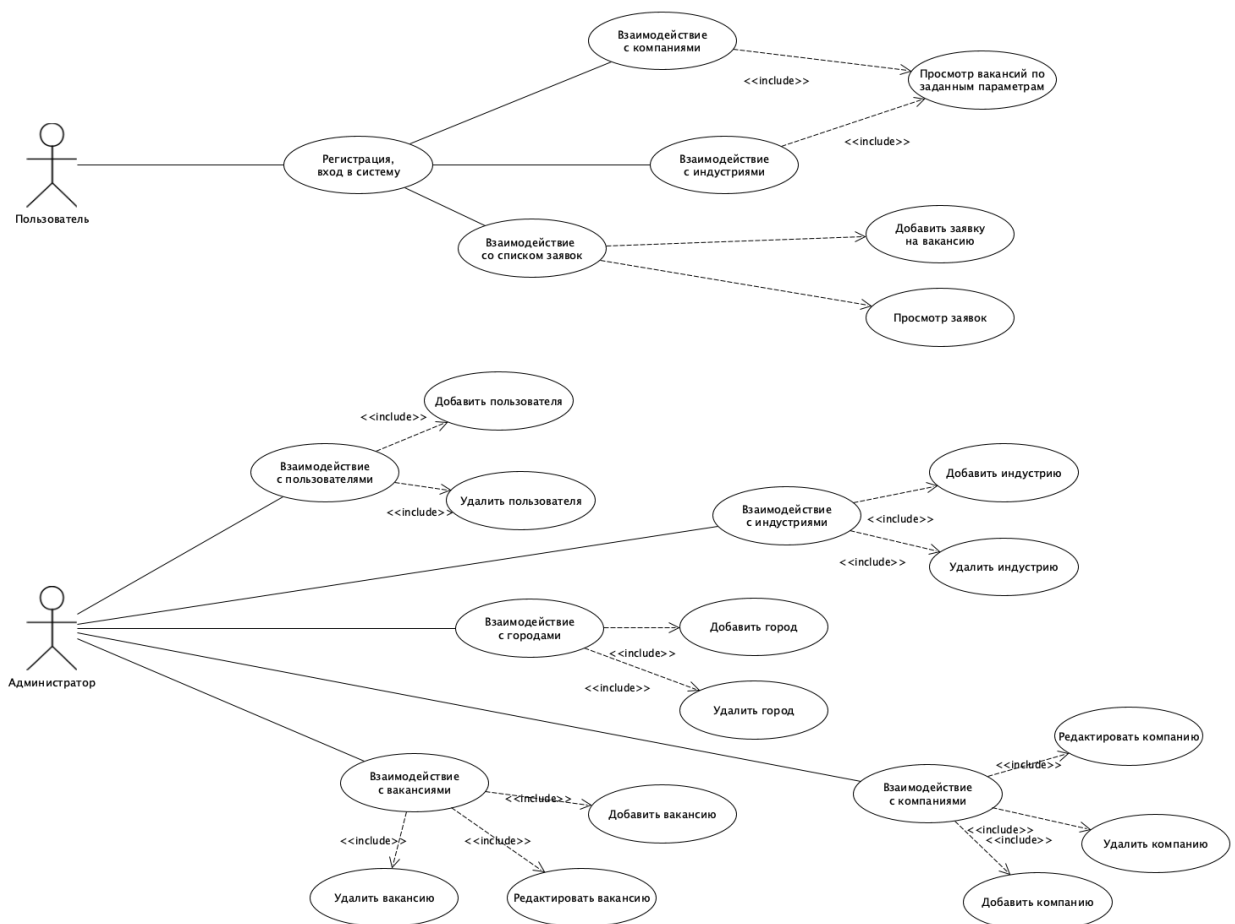 Взаимодействие
с компаниями
<<include>>
Просмотр вакансий по
заданным параметрам
<<include>>
Регистрация,
вход в систему
Взаимодействие
с индустриями
Пользователь
Взаимодействие
со списком заявок
Добавить заявку
на вакансию
Просмотр заявок
Добавить пользователя
<<include>>
Взаимодействие
с пользователями
Удалить пользователя
<<include>>
Взаимодействие
с индустриями
Добавить индустрию
<<include>>
Удалить индустрию
<<include>>
Администратор
Взаимодействие
с городами
Добавить город
<<include>>
Удалить город
<<include>>
Взаимодействие
с компаниями
Редактировать компанию
<<include>>
Удалить компанию
<<include>>
<<include>>
Добавить компанию
Взаимодействие
с вакансиями
<<include>>
Добавить вакансию
<<include>>
<<include>>
Удалить вакансию
Редактировать вакансию